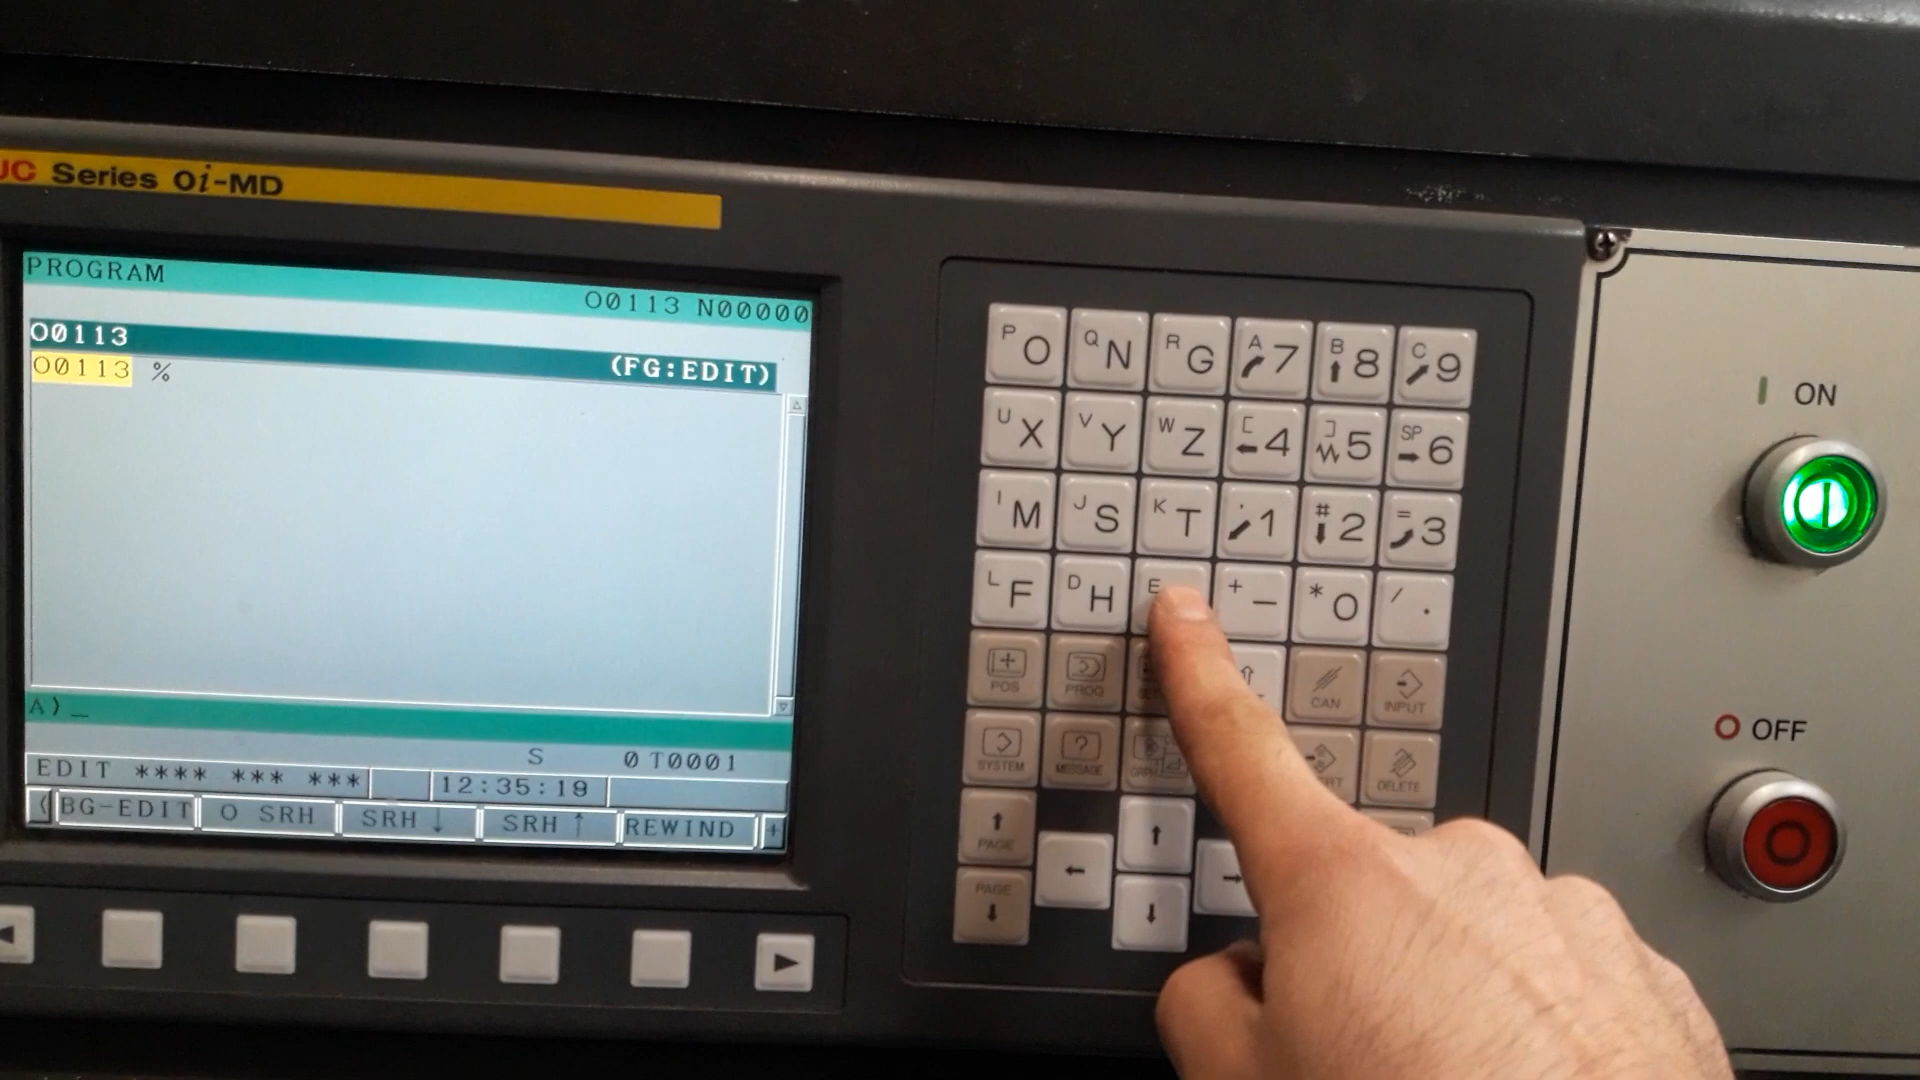 UC Series 0i-MD
PROGRAM
O0113 N00000
O0113
(FG:EDIT)
O0113 %
A)_
S 0 T0001
EDIT **** *** ***
12:35:19
(BG-EDIT O SRH SRH↓ SRH↑ REWIND +
P O Q N R G A 7 B 8 C 9
U X V Y W Z [ 4 ] 5 SP 6
I M J S K T , 1 # 2 = 3
L F D H E + - * 0 / .
POS PROG CAN INPUT
SYSTEM MESSAGE DELETE
PAGE
PAGE
ON
OFF